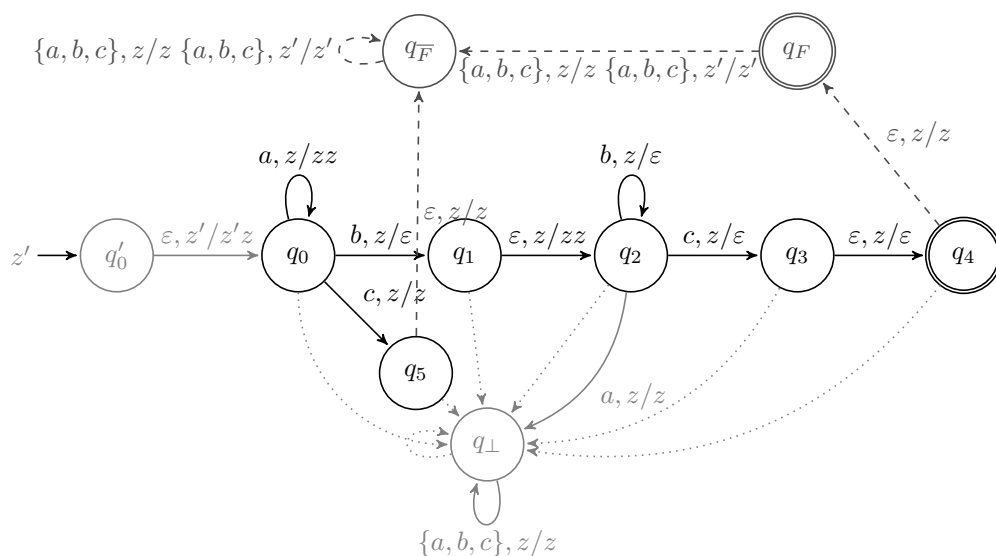 {a, b, c}, z/z {a, b, c}, z′/z′
q_F̅
{a, b, c}, z/z {a, b, c}, z′/z′
q_F
ε, z/z
a, z/zz
b, z/ε
ε, z/z
z′
q′₀
ε, z′/z′z
q₀
b, z/ε
q₁
ε, z/zz
q₂
c, z/ε
q₃
ε, z/ε
q₄
c, z/z
q₅
a, z/z
q⊥
{a, b, c}, z/z